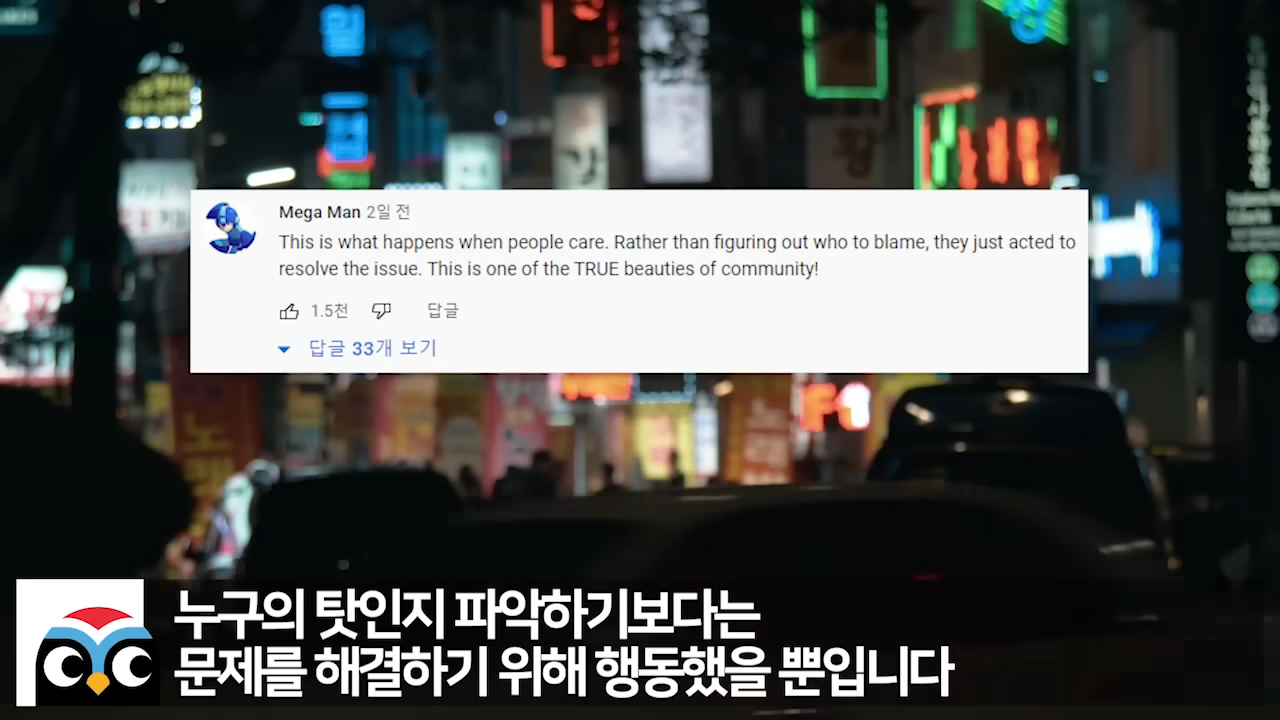 Mega Man 2일 전
This is what happens when people care. Rather than figuring out who to blame, they just acted to
resolve the issue. This is one of the TRUE beauties of community!
1.5천 답글
답글 33개 보기
누구의 탓인지 파악하기보다는
문제를 해결하기 위해 행동했을 뿐입니다